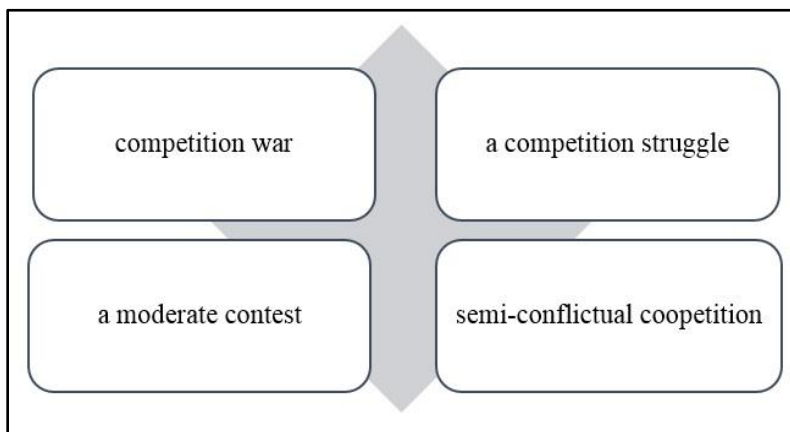 competition war
a competition struggle
a moderate contest
semi-conflictual coopetition